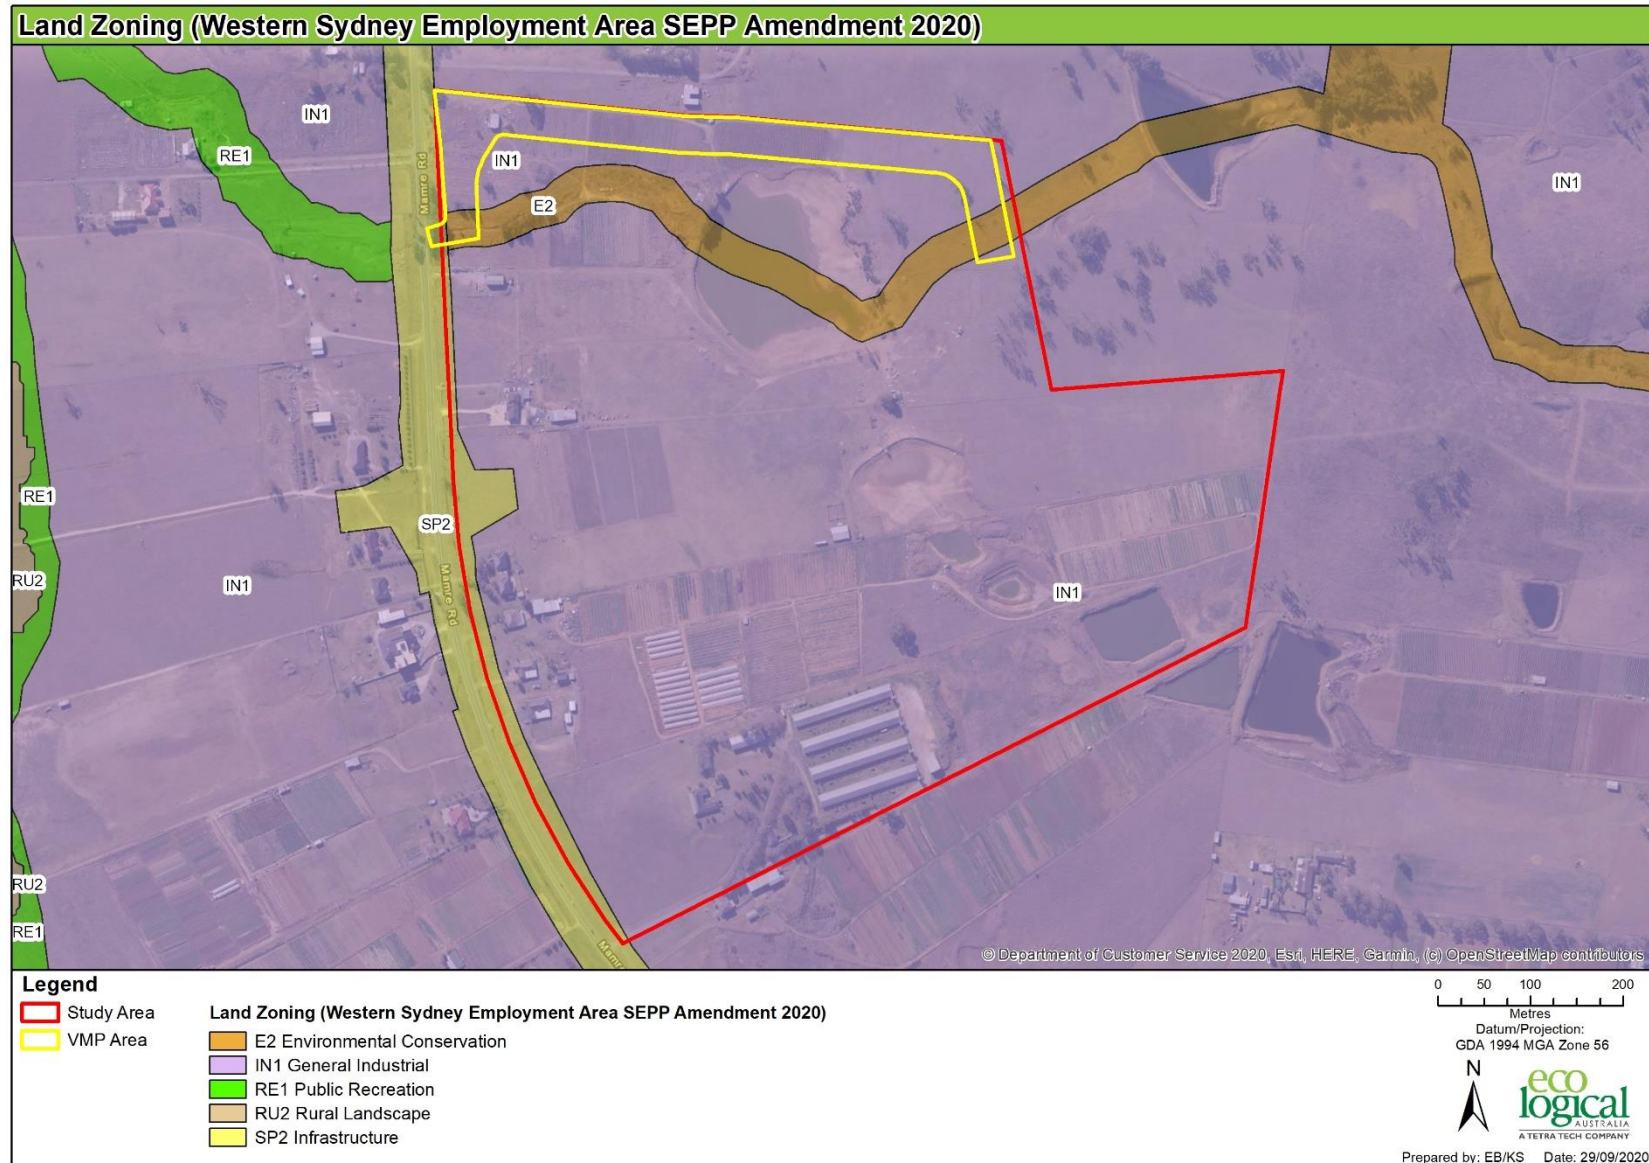 Land Zoning (Western Sydney Employment Area SEPP Amendment 2020)
IN1
RE1
Mamre Rd
IN1
E2
IN1
RE1
SP2
RU2
IN1
Mamre Rd
IN1
RU2
RE1
© Department of Customer Service 2020, Esri, HERE, Garmin, (c) OpenStreetMap contributors
Legend
Study Area
VMP Area
Land Zoning (Western Sydney Employment Area SEPP Amendment 2020)
E2 Environmental Conservation
IN1 General Industrial
RE1 Public Recreation
RU2 Rural Landscape
SP2 Infrastructure
0 50 100 200
Metres
Datum/Projection:
GDA 1994 MGA Zone 56
N
eco
logical
AUSTRALIA
A TETRA TECH COMPANY
Prepared by: EB/KS Date: 29/09/2020